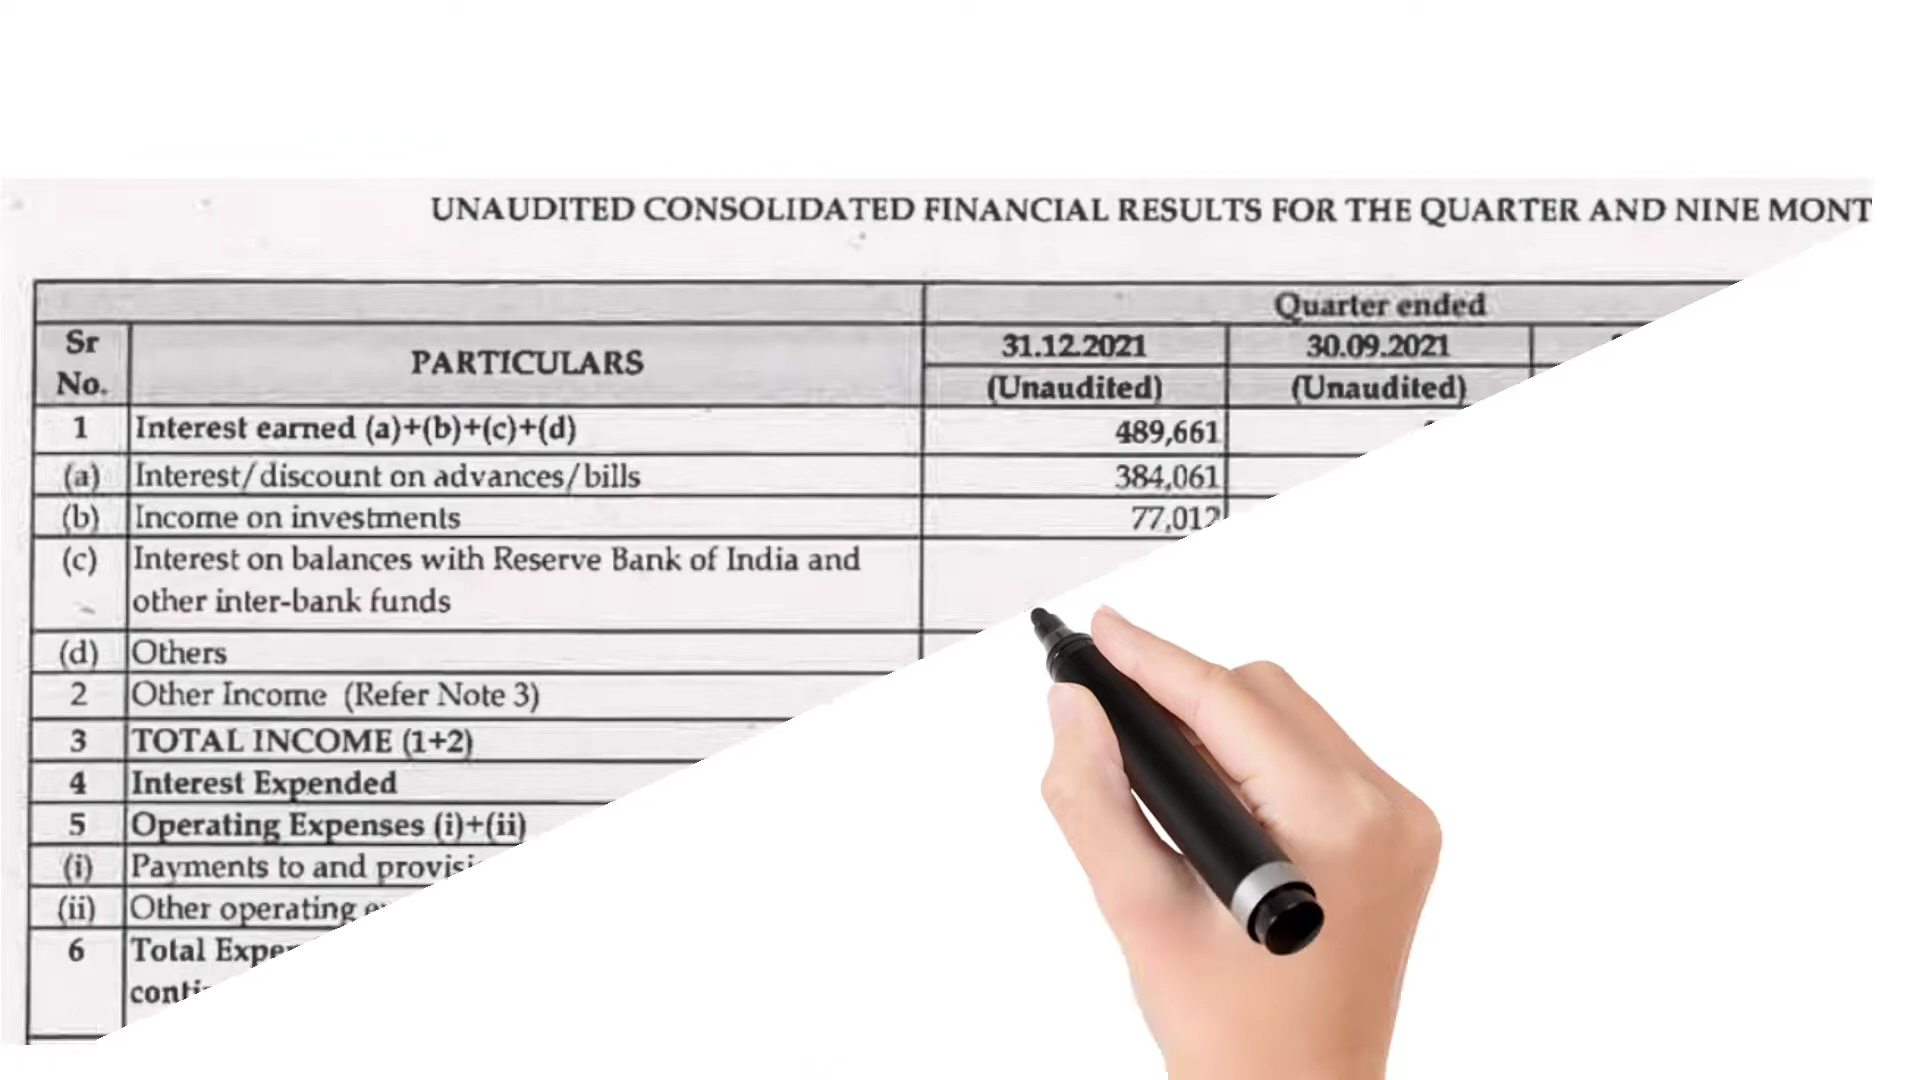 UNAUDITED CONSOLIDATED FINANCIAL RESULTS FOR THE QUARTER AND NINE MONT
Quarter ended
Sr No. PARTICULARS 31.12.2021 30.09.2021
(Unaudited) (Unaudited)
1 Interest earned (a)+(b)+(c)+(d) 489,661
(a) Interest/discount on advances/bills 384,061
(b) Income on investments 77,012
(c) Interest on balances with Reserve Bank of India and
other inter-bank funds
(d) Others
2 Other Income (Refer Note 3)
3 TOTAL INCOME (1+2)
4 Interest Expended
5 Operating Expenses (i)+(ii)
(i) Payments to and
(ii) Other operating
6 Total